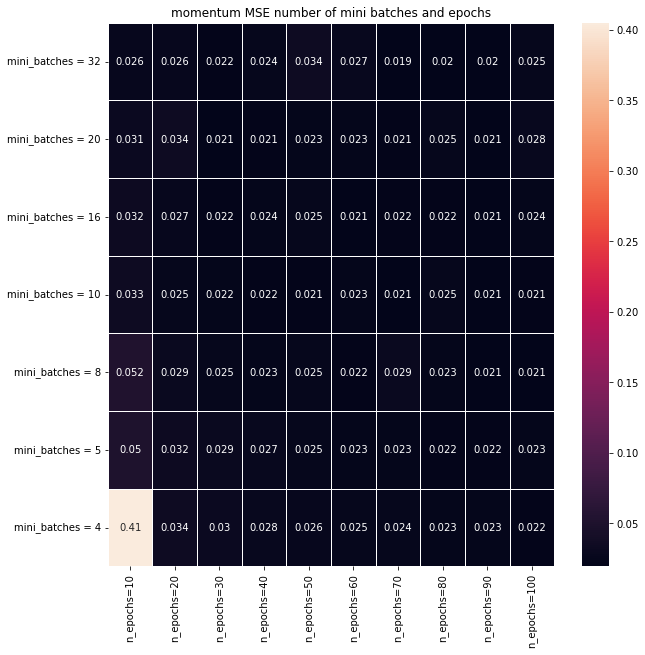 momentum MSE number of mini batches and epochs
mini_batches = 32 0.026 0.026 0.022 0.024 0.034 0.027 0.019 0.02 0.02 0.025
mini_batches = 20 0.031 0.034 0.021 0.021 0.023 0.023 0.021 0.025 0.021 0.028
mini_batches = 16 0.032 0.027 0.022 0.024 0.025 0.021 0.022 0.022 0.021 0.024
mini_batches = 10 0.033 0.025 0.022 0.022 0.021 0.023 0.021 0.025 0.021 0.021
mini_batches = 8 0.052 0.029 0.025 0.023 0.025 0.022 0.029 0.023 0.021 0.021
mini_batches = 5 0.05 0.032 0.029 0.027 0.025 0.023 0.023 0.022 0.022 0.023
mini_batches = 4 0.41 0.034 0.03 0.028 0.026 0.025 0.024 0.023 0.023 0.022
n_epochs=10
n_epochs=20
n_epochs=30
n_epochs=40
n_epochs=50
n_epochs=60
n_epochs=70
n_epochs=80
n_epochs=90
n_epochs=100
0.40
0.35
0.30
0.25
0.20
0.15
0.10
0.05